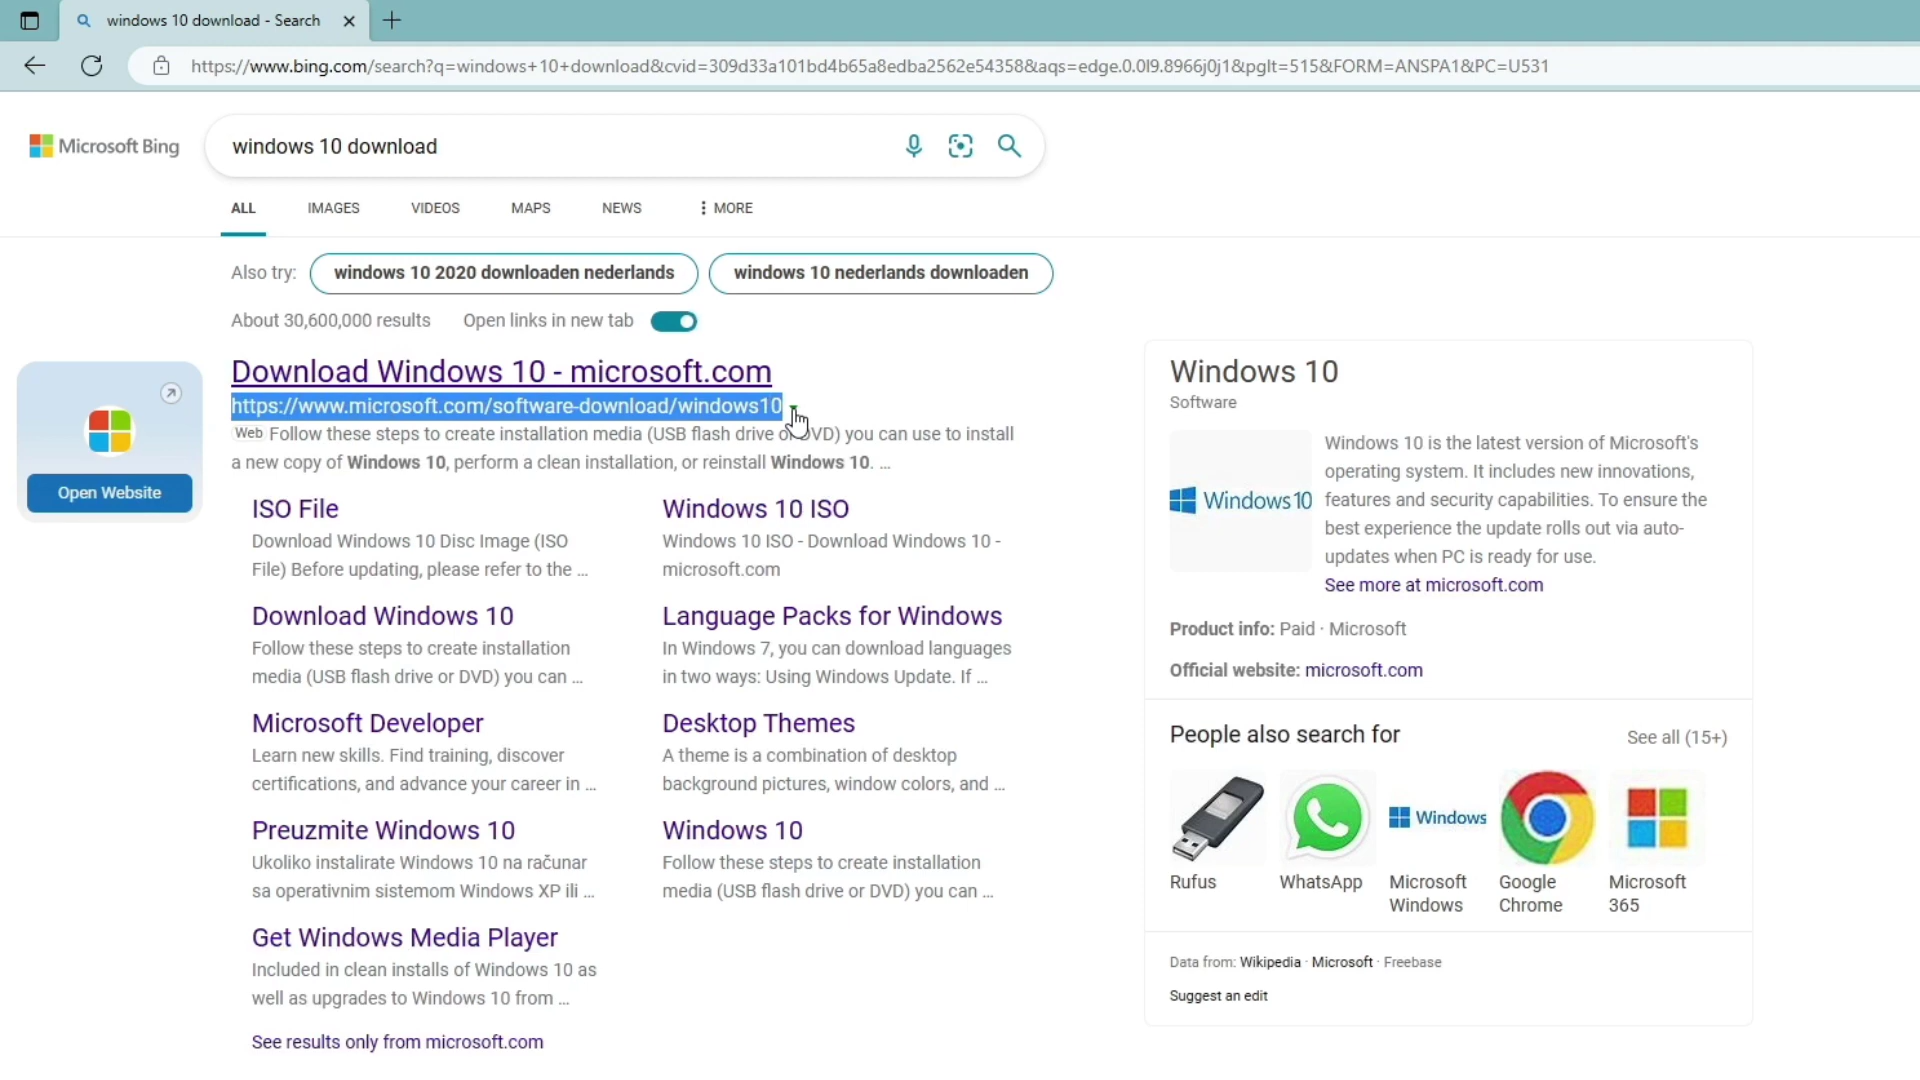 windows 10 download - Search
https://www.bing.com/search?q=windows+10+download&cvid=309d33a101bd4b65a8edba2562e54358&aqs=edge.0.0l9.8966j0j1&pglt=515&FORM=ANSPA1&PC=U531
Microsoft Bing
windows 10 download
ALL IMAGES VIDEOS MAPS NEWS MORE
Also try: windows 10 2020 downloaden nederlands windows 10 nederlands downloaden
About 30,600,000 results Open links in new tab
Open Website
Download Windows 10 - microsoft.com
https://www.microsoft.com/software-download/windows10
Web Follow these steps to create installation media (USB flash drive or DVD) you can use to install
a new copy of Windows 10, perform a clean installation, or reinstall Windows 10. ...
ISO File
Download Windows 10 Disc Image (ISO
File) Before updating, please refer to the ...
Windows 10 ISO
Windows 10 ISO - Download Windows 10 -
microsoft.com
Download Windows 10
Follow these steps to create installation
media (USB flash drive or DVD) you can ...
Language Packs for Windows
In Windows 7, you can download languages
in two ways: Using Windows Update. If ...
Microsoft Developer
Learn new skills. Find training, discover
certifications, and advance your career in ...
Desktop Themes
A theme is a combination of desktop
background pictures, window colors, and ...
Preuzmite Windows 10
Ukoliko instalirate Windows 10 na računar
sa operativnim sistemom Windows XP ili ...
Windows 10
Follow these steps to create installation
media (USB flash drive or DVD) you can ...
Get Windows Media Player
Included in clean installs of Windows 10 as
well as upgrades to Windows 10 from ...
See results only from microsoft.com
Windows 10
Software
Windows 10
Windows 10 is the latest version of Microsoft's
operating system. It includes new innovations,
features and security capabilities. To ensure the
best experience the update rolls out via auto-
updates when PC is ready for use.
See more at microsoft.com
Product info: Paid · Microsoft
Official website: microsoft.com
People also search for
See all (15+)
Windows
Rufus
WhatsApp
Microsoft
Windows
Google
Chrome
Microsoft
365
Data from: Wikipedia · Microsoft · Freebase
Suggest an edit